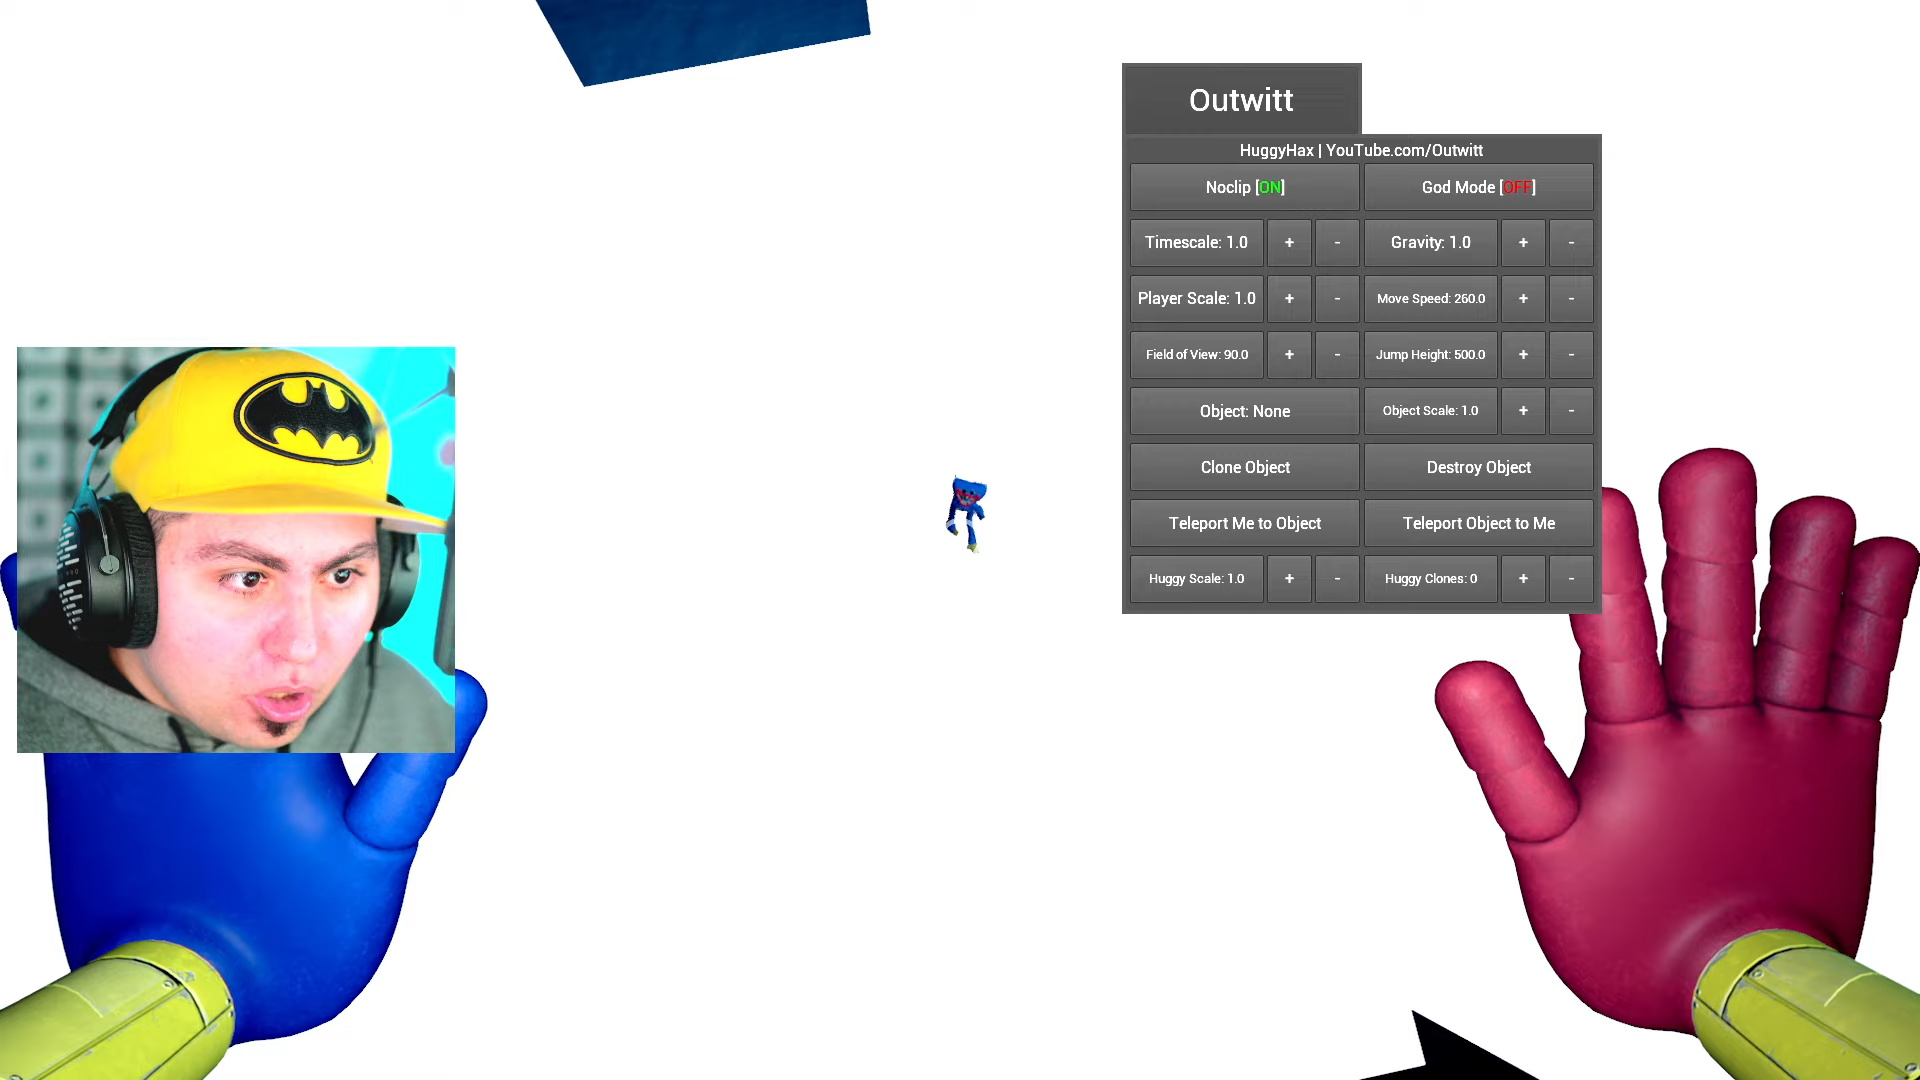 Outwitt
HuggyHax | YouTube.com/Outwitt
Noclip [ON] God Mode [OFF]
Timescale: 1.0 + - Gravity: 1.0 + -
Player Scale: 1.0 + - Move Speed: 260.0 + -
Field of View: 90.0 + - Jump Height: 500.0 + -
Object: None Object Scale: 1.0 + -
Clone Object Destroy Object
Teleport Me to Object Teleport Object to Me
Huggy Scale: 1.0 + - Huggy Clones: 0 + -